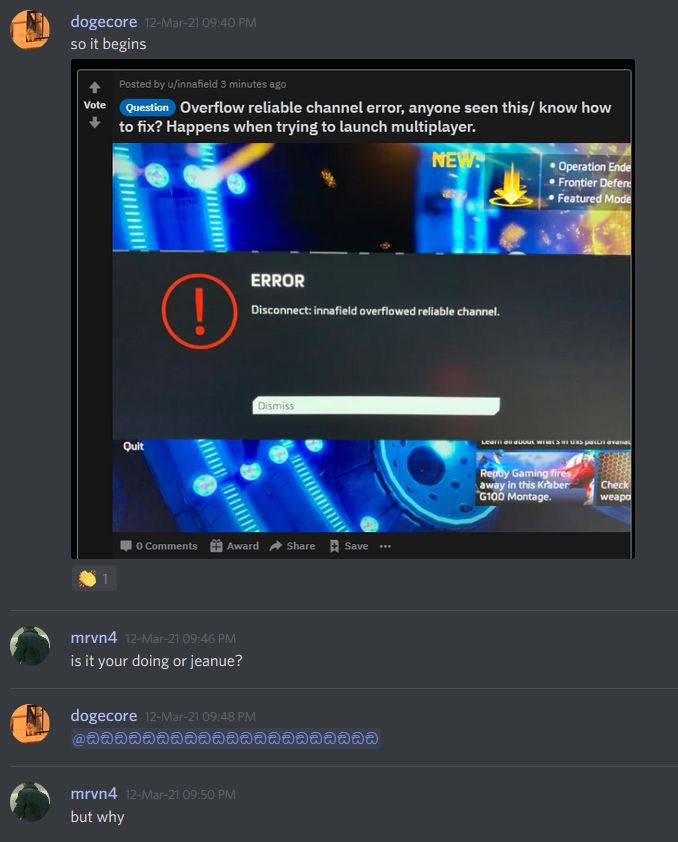 dogecore 12-Mar-21 09:40 PM
so it begins
Posted by u/innafield 3 minutes ago
Vote
Question Overflow reliable channel error, anyone seen this/ know how
to fix? Happens when trying to launch multiplayer.
NEW:
• Operation Ende
• Frontier Defens
• Featured Mode
ERROR
Disconnect: innafield overflowed reliable channel.
Dismiss
Quit
Learn all about what's in this patch availab
Reddy Gaming fires
away in this Kraber
G100 Montage.
Check
weapo
0 Comments Award Share Save •••
1
mrvn4 12-Mar-21 09:46 PM
is it your doing or jeanue?
dogecore 12-Mar-21 09:48 PM
@ඞඞඞඞඞඞඞඞඞඞඞඞඞඞඞඞඞඞඞඞඞ
mrvn4 12-Mar-21 09:50 PM
but why